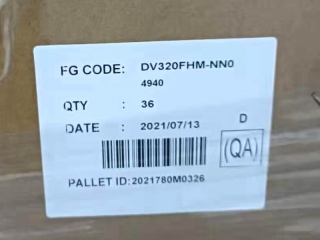 FG CODE: DV320FHM-NN0
4940
QTY : 36
DATE : 2021/07/13
D
(QA)
PALLET ID:2021780M0326